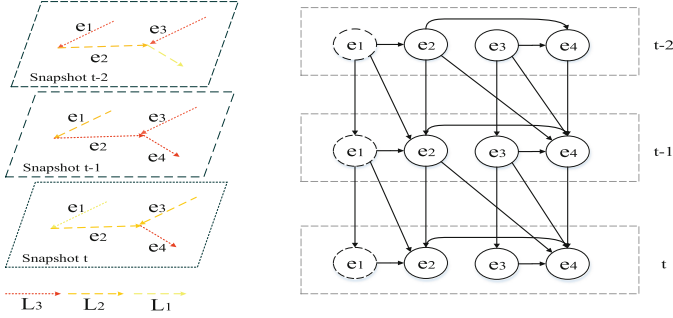 e1 e3
e2
Snapshot t-2
e1 e3
e2
e4
Snapshot t-1
e1 e3
e2
e4
Snapshot t
L3 L2 L1
e1 e2 e3 e4 t-2
e1 e2 e3 e4 t-1
e1 e2 e3 e4 t